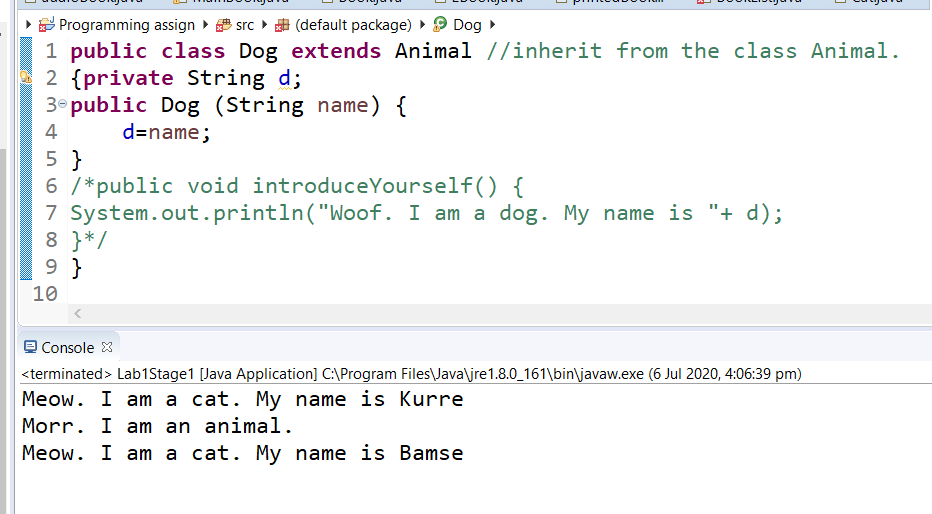 Programming assign src (default package) Dog
1 public class Dog extends Animal //inherit from the class Animal.
2 {private String d;
3 public Dog (String name) {
4     d=name;
5 }
6 /*public void introduceYourself() {
7 System.out.println("Woof. I am a dog. My name is "+ d);
8 }*/
9 }
10
Console
<terminated> Lab1Stage1 [Java Application] C:\Program Files\Java\jre1.8.0_161\bin\javaw.exe (6 Jul 2020, 4:06:39 pm)
Meow. I am a cat. My name is Kurre
Morr. I am an animal.
Meow. I am a cat. My name is Bamse